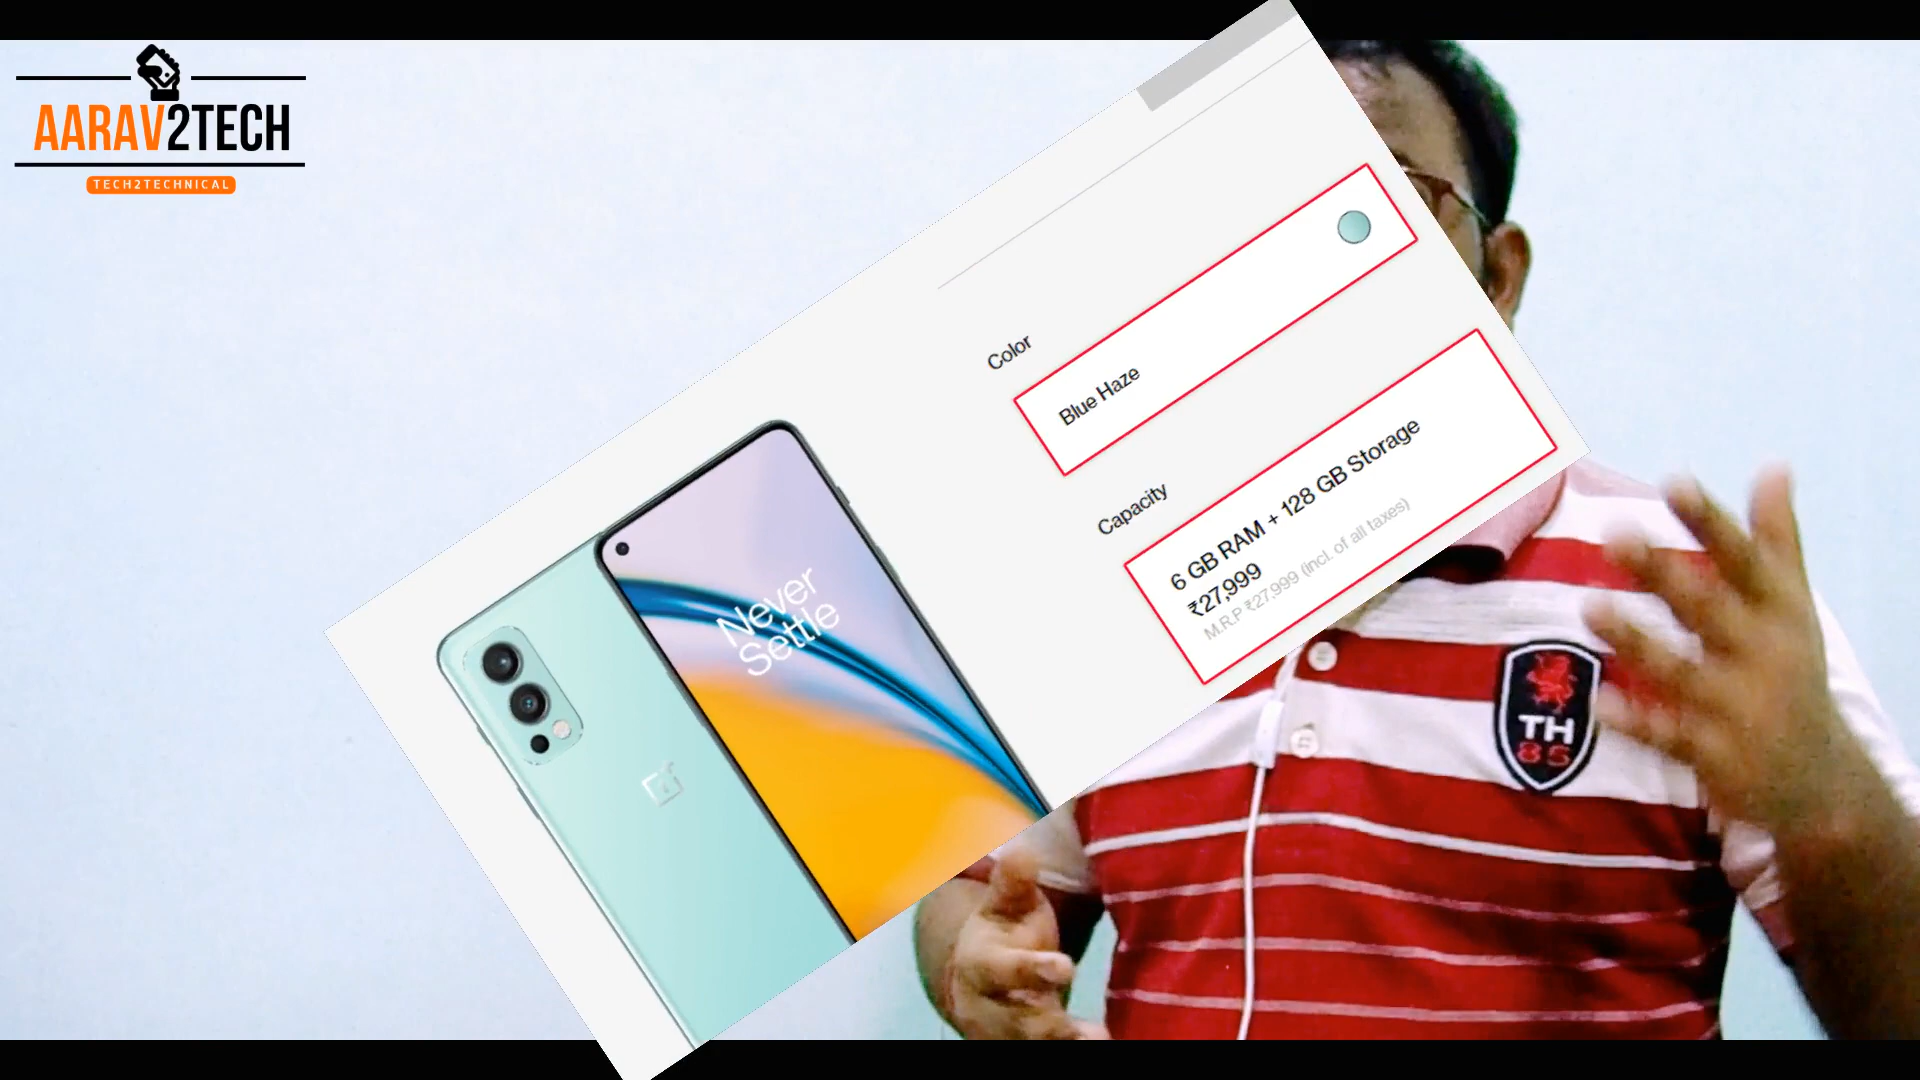 AARAV2TECH
TECH2TECHNICAL
Color
Blue Haze
Capacity
6 GB RAM + 128 GB Storage
₹27,999
M.R.P ₹27,999 (incl. of all taxes)
Never
Settle
TH
85